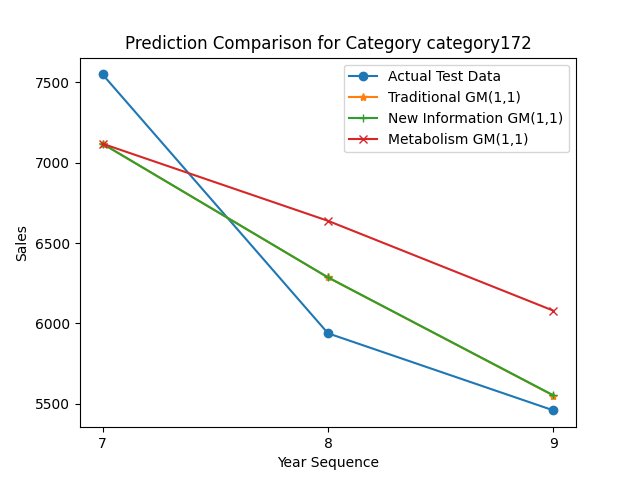 Prediction Comparison for Category category172
Actual Test Data
Traditional GM(1,1)
New Information GM(1,1)
Metabolism GM(1,1)
7500
7000
6500
6000
5500
Sales
7 8 9
Year Sequence